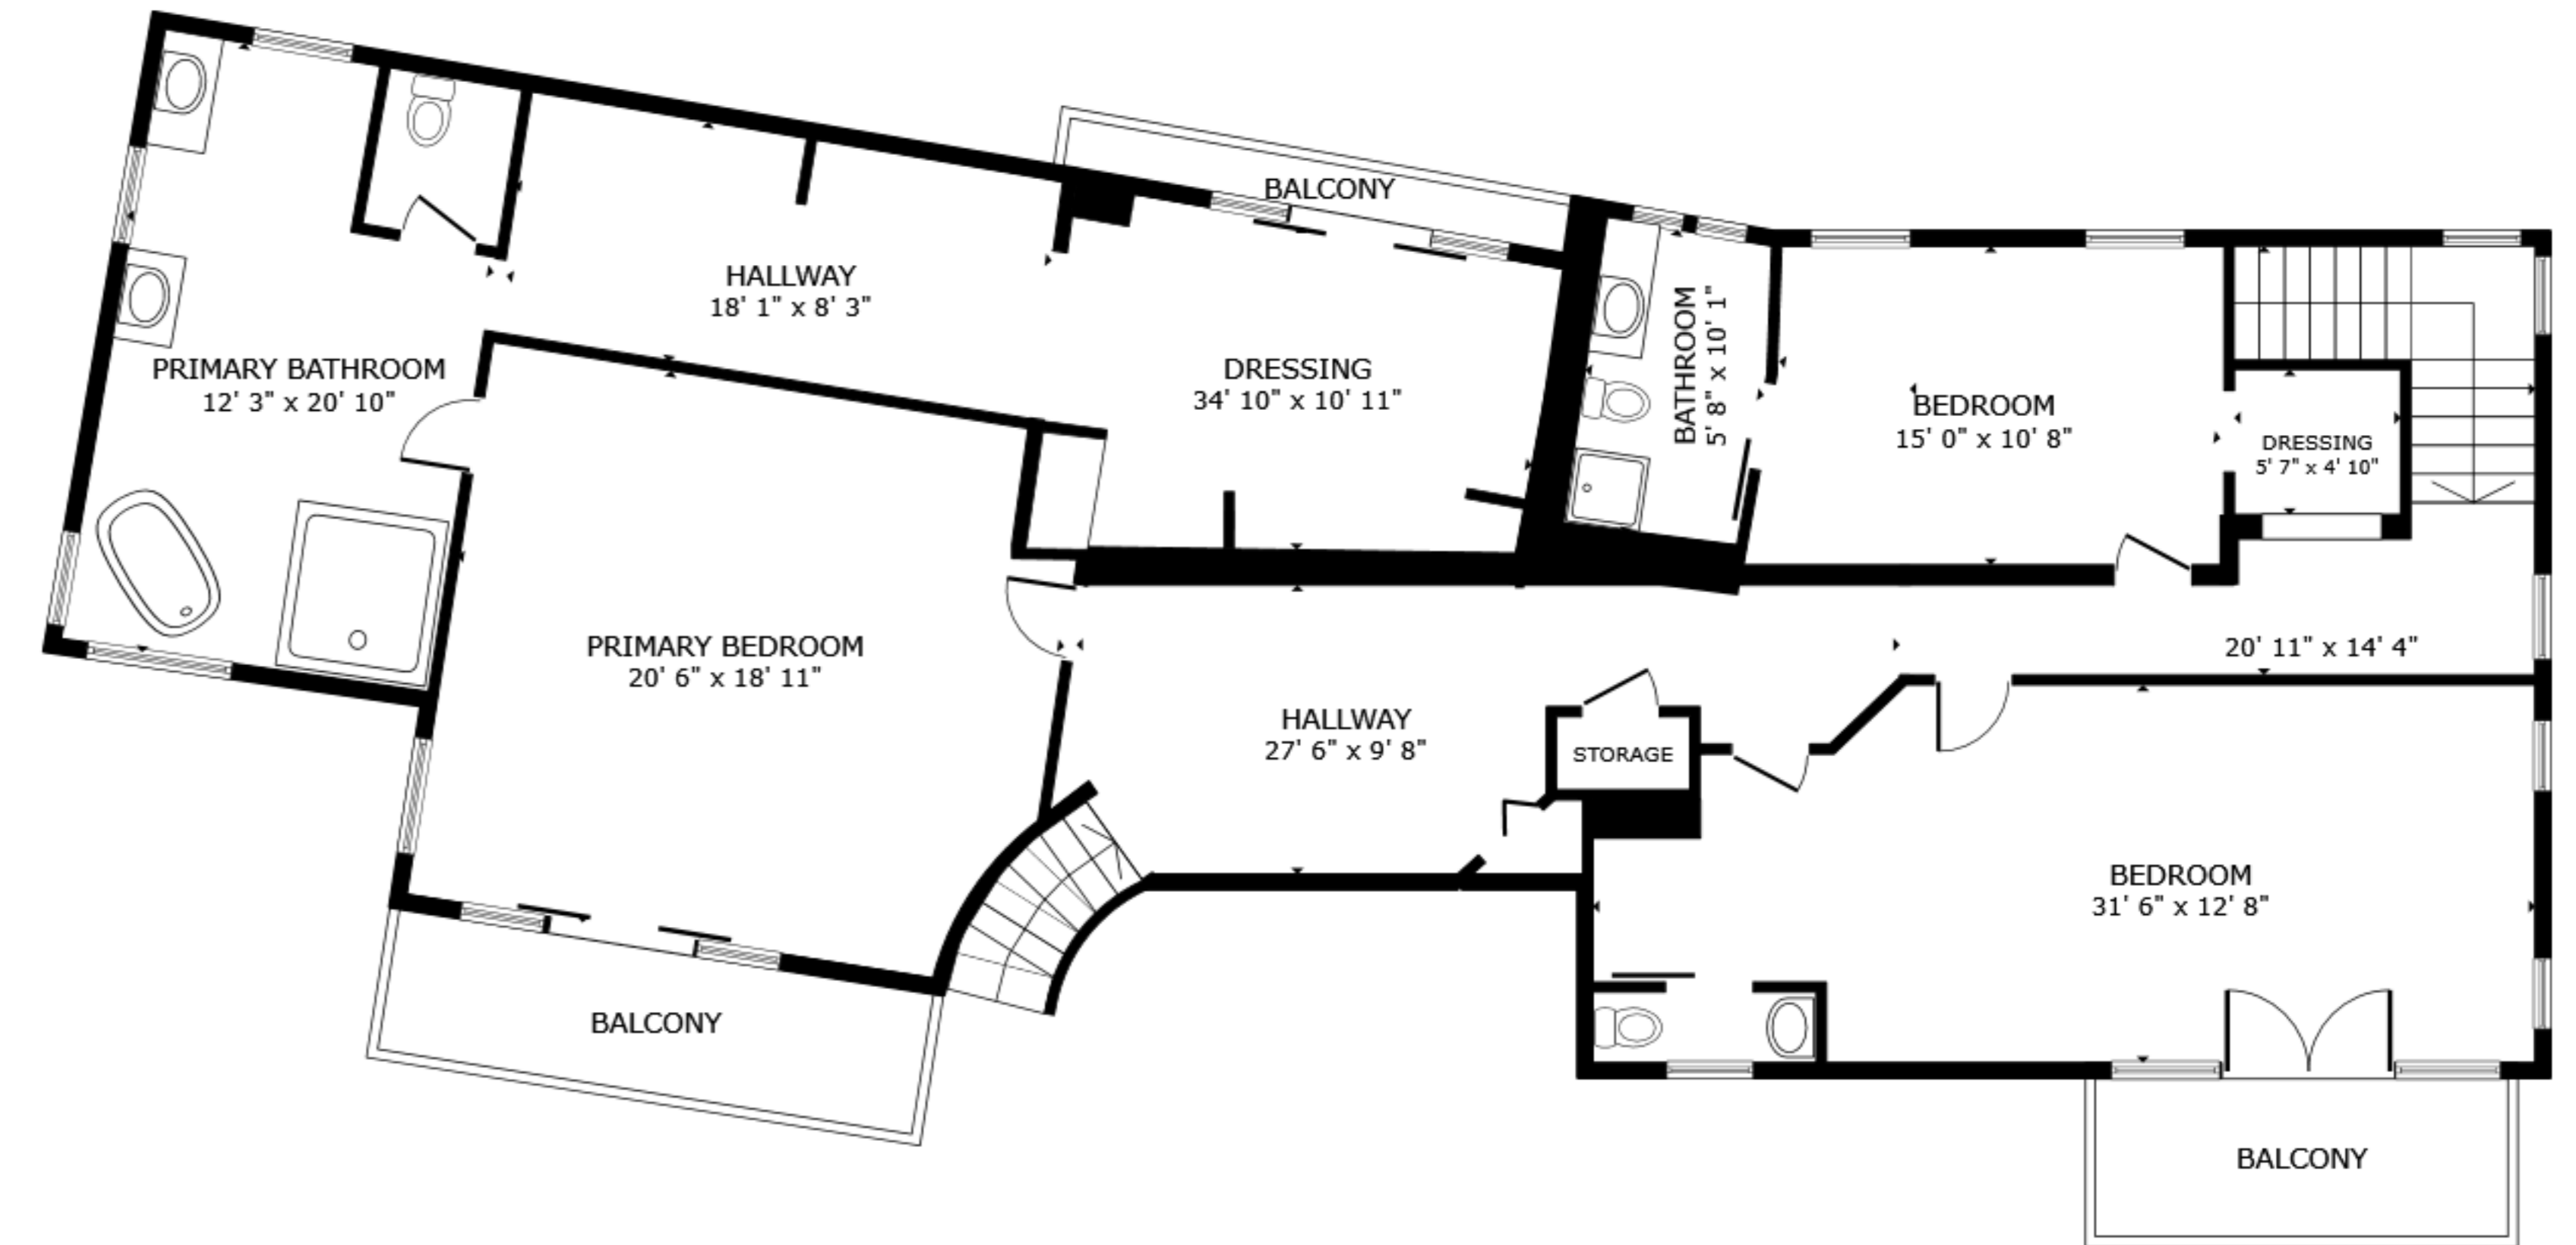 BALCONY
HALLWAY
18' 1" x 8' 3"
PRIMARY BATHROOM
12' 3" x 20' 10"
DRESSING
34' 10" x 10' 11"
BATHROOM
5' 8" x 10' 1"
BEDROOM
15' 0" x 10' 8"
DRESSING
5' 7" x 4' 10"
PRIMARY BEDROOM
20' 6" x 18' 11"
20' 11" x 14' 4"
HALLWAY
27' 6" x 9' 8"
STORAGE
BEDROOM
31' 6" x 12' 8"
BALCONY
BALCONY